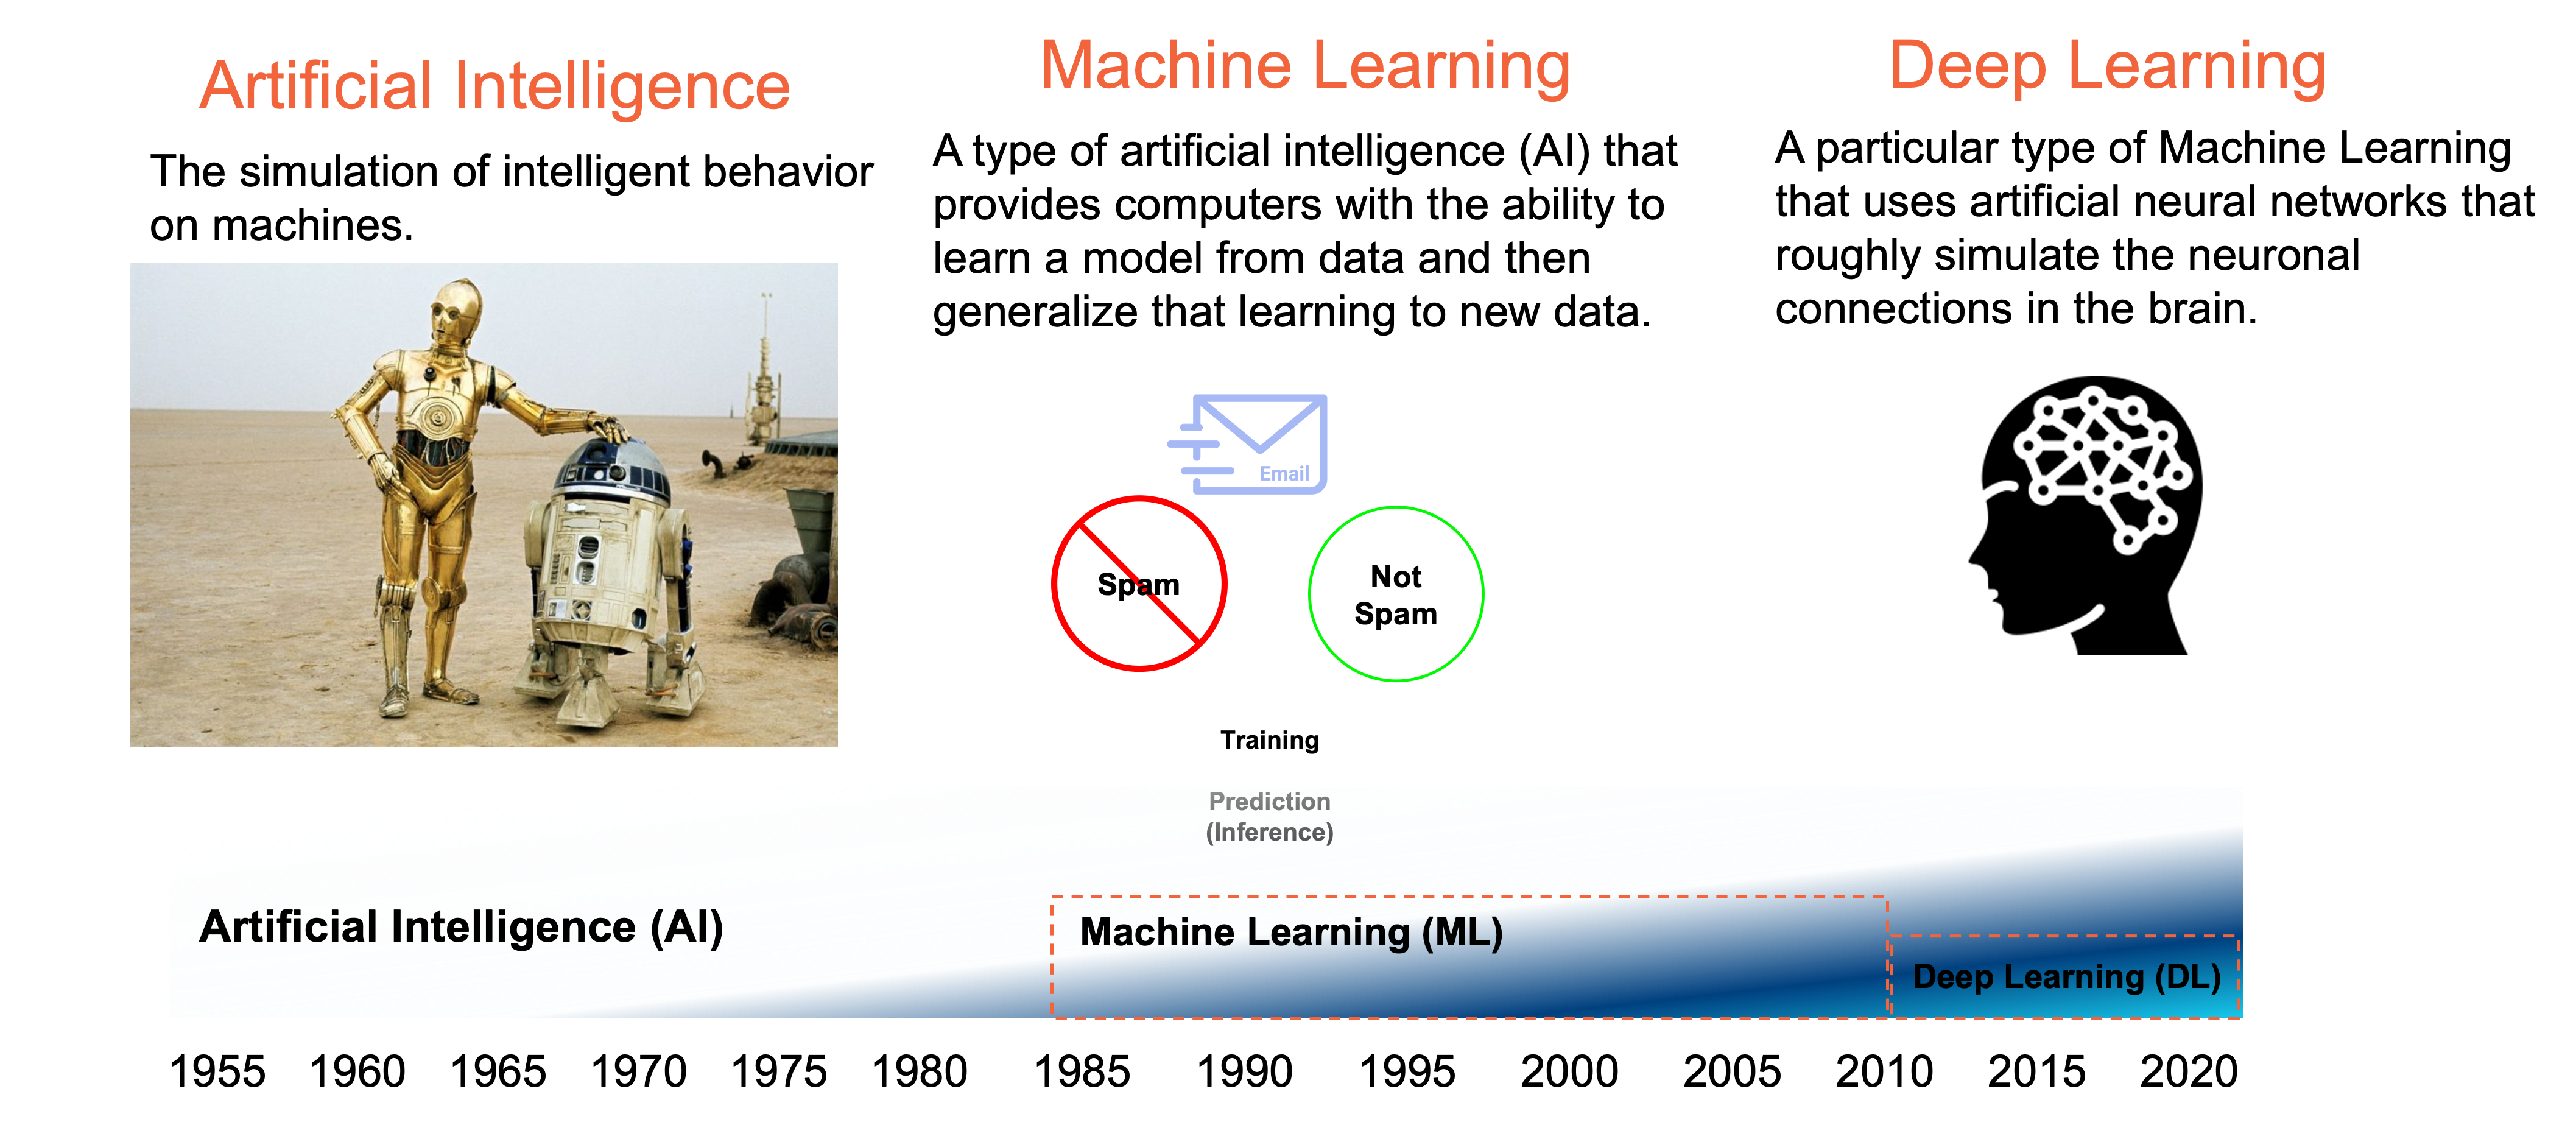 Artificial Intelligence
The simulation of intelligent behavior
on machines.
Machine Learning
A type of artificial intelligence (AI) that
provides computers with the ability to
learn a model from data and then
generalize that learning to new data.
Email
Spam
Not
Spam
Training
Prediction
(Inference)
Deep Learning
A particular type of Machine Learning
that uses artificial neural networks that
roughly simulate the neuronal
connections in the brain.
Artificial Intelligence (AI)
Machine Learning (ML)
Deep Learning (DL)
1955 1960 1965 1970 1975 1980 1985 1990 1995 2000 2005 2010 2015 2020